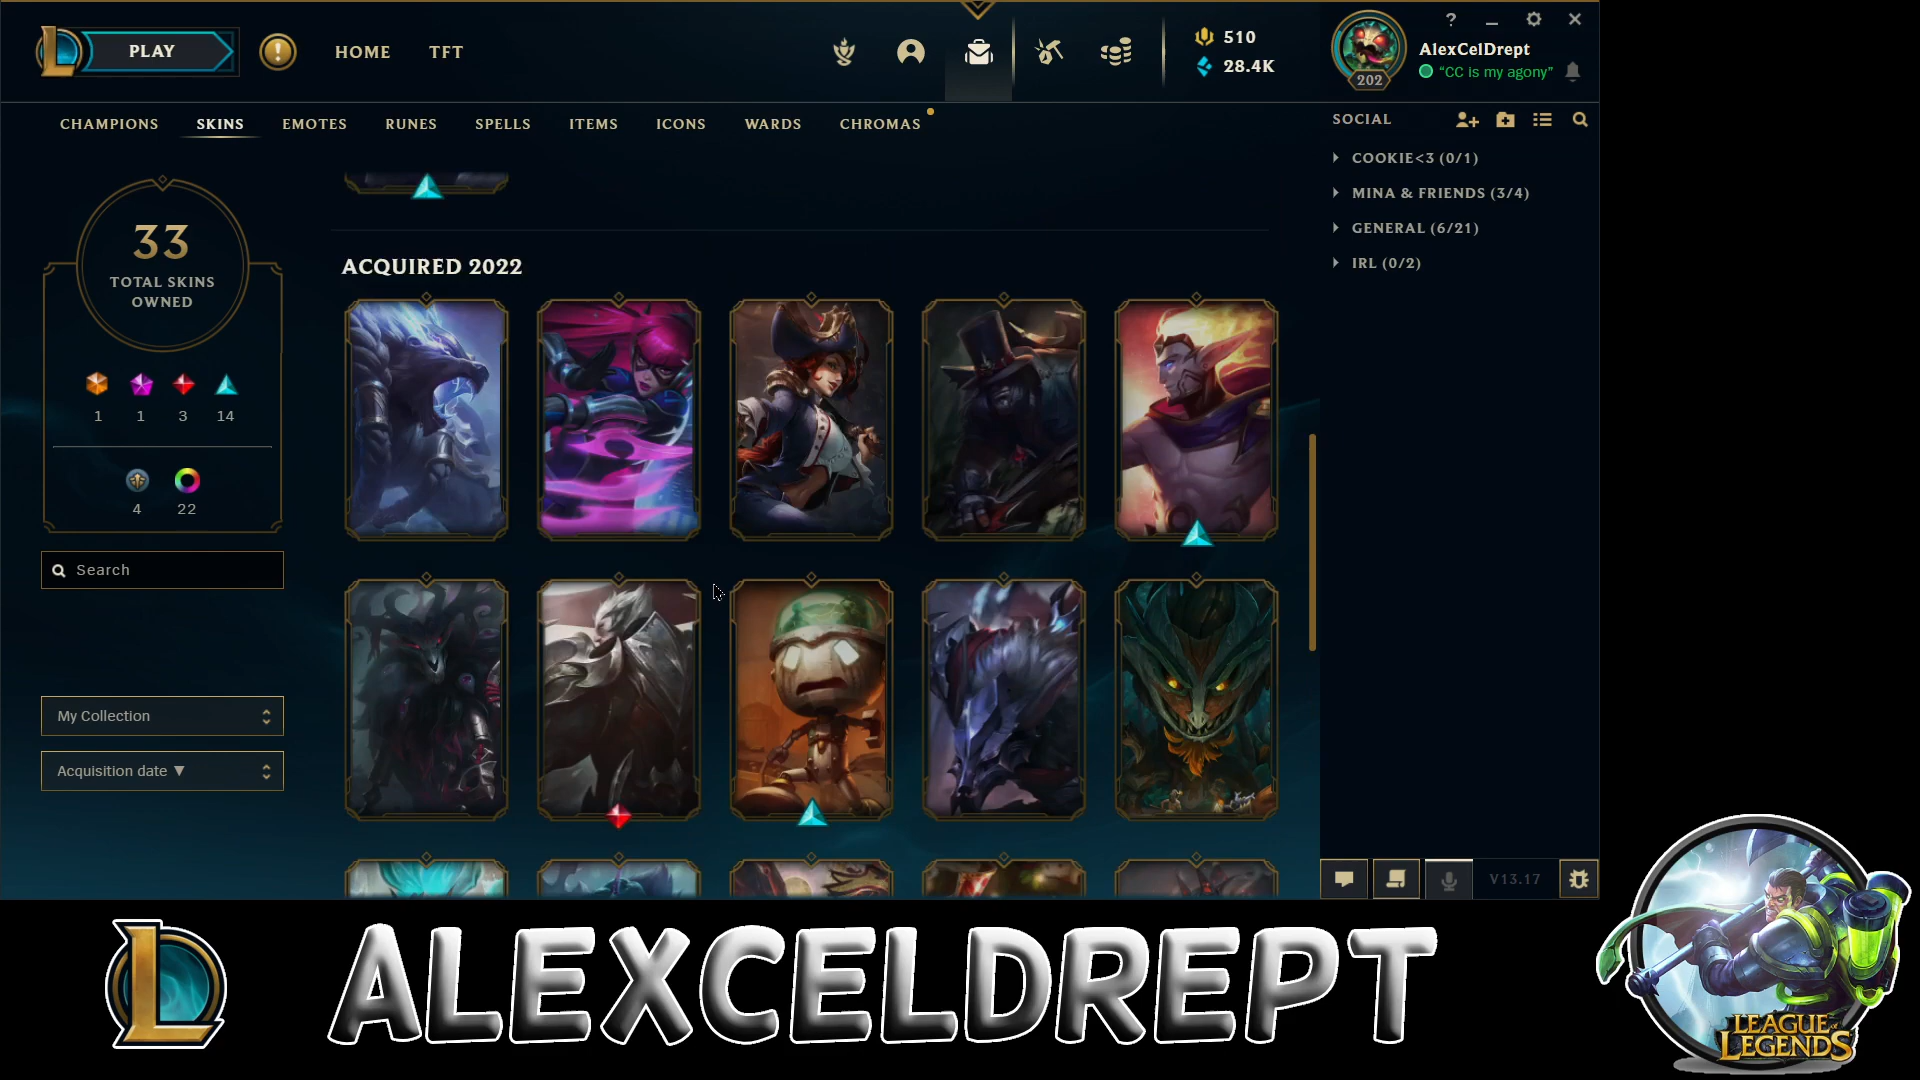 PLAY
HOME
TFT
510
28.4K
?
AlexCelDrept
"CC is my agony"
202
CHAMPIONS
SKINS
EMOTES
RUNES
SPELLS
ITEMS
ICONS
WARDS
CHROMAS
SOCIAL
COOKIE<3 (0/1)
MINA & FRIENDS (3/4)
GENERAL (6/21)
IRL (0/2)
33
TOTAL SKINS
OWNED
1
1
3
14
4
22
Search
My Collection
Acquisition date ▼
ACQUIRED 2022
V13.17
ALEXCELDREPT
LEAGUE of
LEGENDS